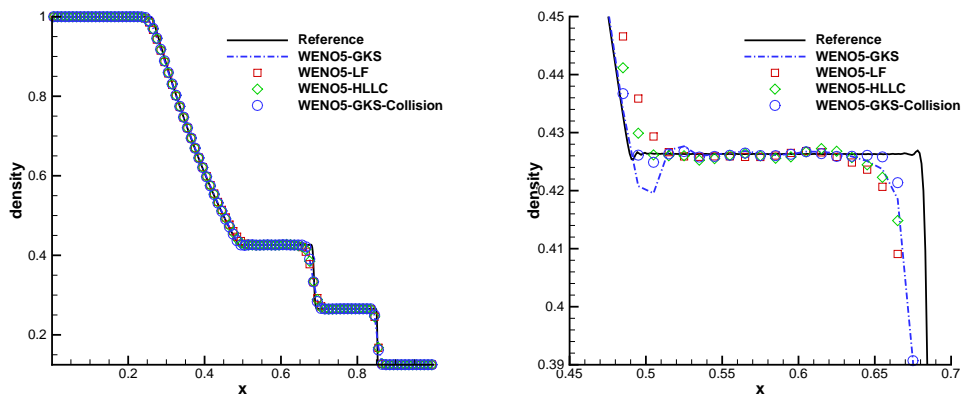 1
0.8
0.6
0.4
0.2
density
0.2
0.4
0.6
0.8
x
Reference
WENO5-GKS
WENO5-LF
WENO5-HLLC
WENO5-GKS-Collision
0.45
0.44
0.43
0.42
0.41
0.4
0.39
density
0.45
0.5
0.55
0.6
0.65
0.7
x
Reference
WENO5-GKS
WENO5-LF
WENO5-HLLC
WENO5-GKS-Collision